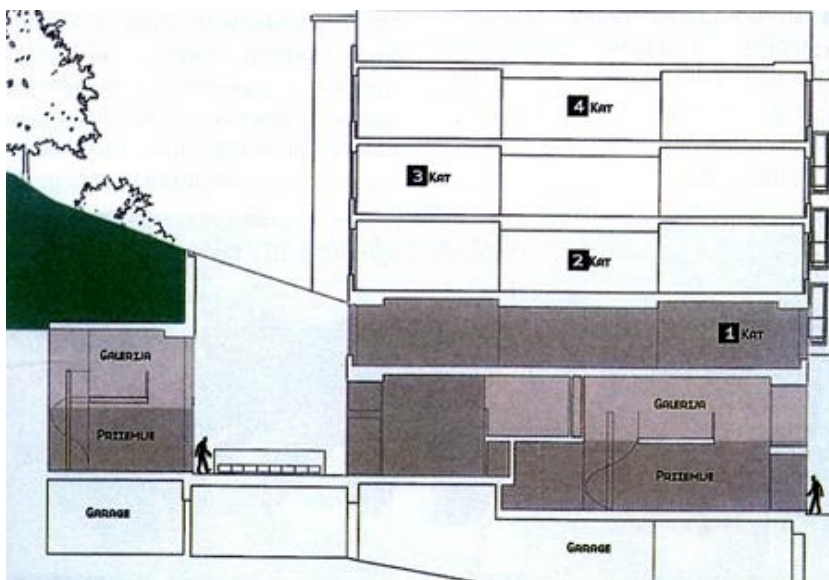 4 KAT
3 KAT
2 KAT
1 KAT
GALERIJA
GALERIJA
PRIZEMLJE
PRIZEMLJE
GARAGE
GARAGE